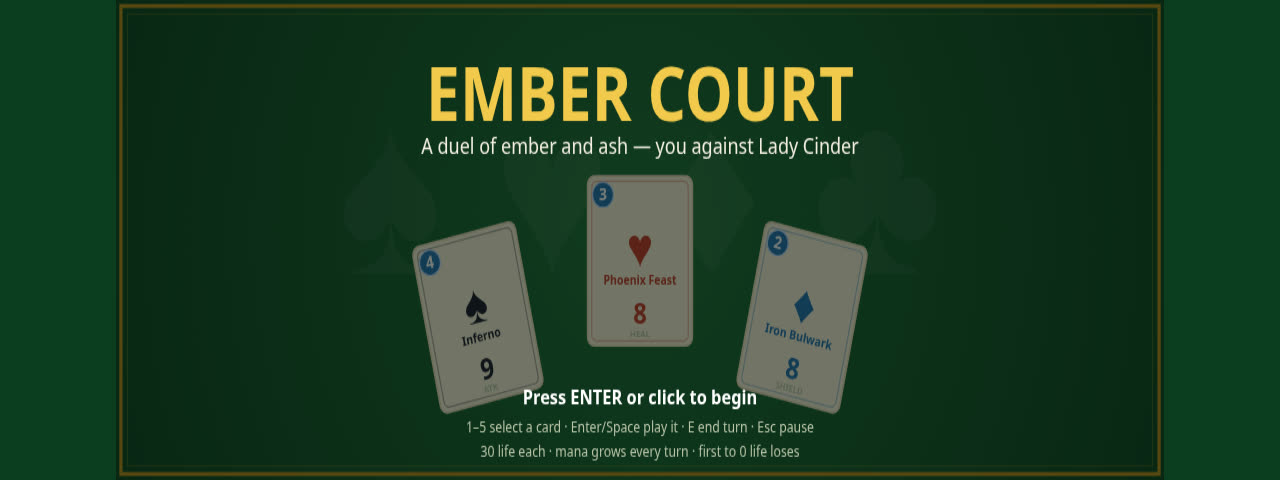 EMBER COURT
A duel of ember and ash — you against Lady Cinder
3
Phoenix Feast
8
HEAL
4
Inferno
9
ATK
2
Iron Bulwark
8
SHIELD
Press ENTER or click to begin
1–5 select a card · Enter/Space play it · E end turn · Esc pause
30 life each · mana grows every turn · first to 0 life loses